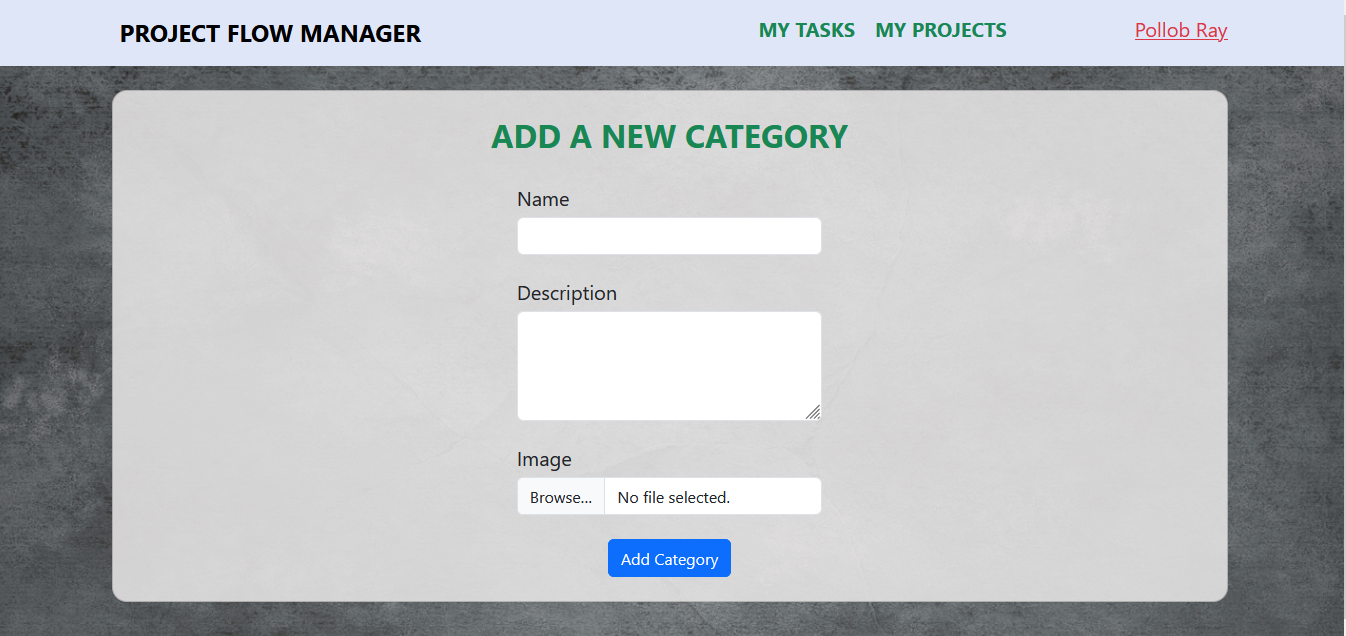 PROJECT FLOW MANAGER MY TASKS MY PROJECTS Pollob Ray
ADD A NEW CATEGORY
Name
Description
Image
Browse... No file selected.
Add Category